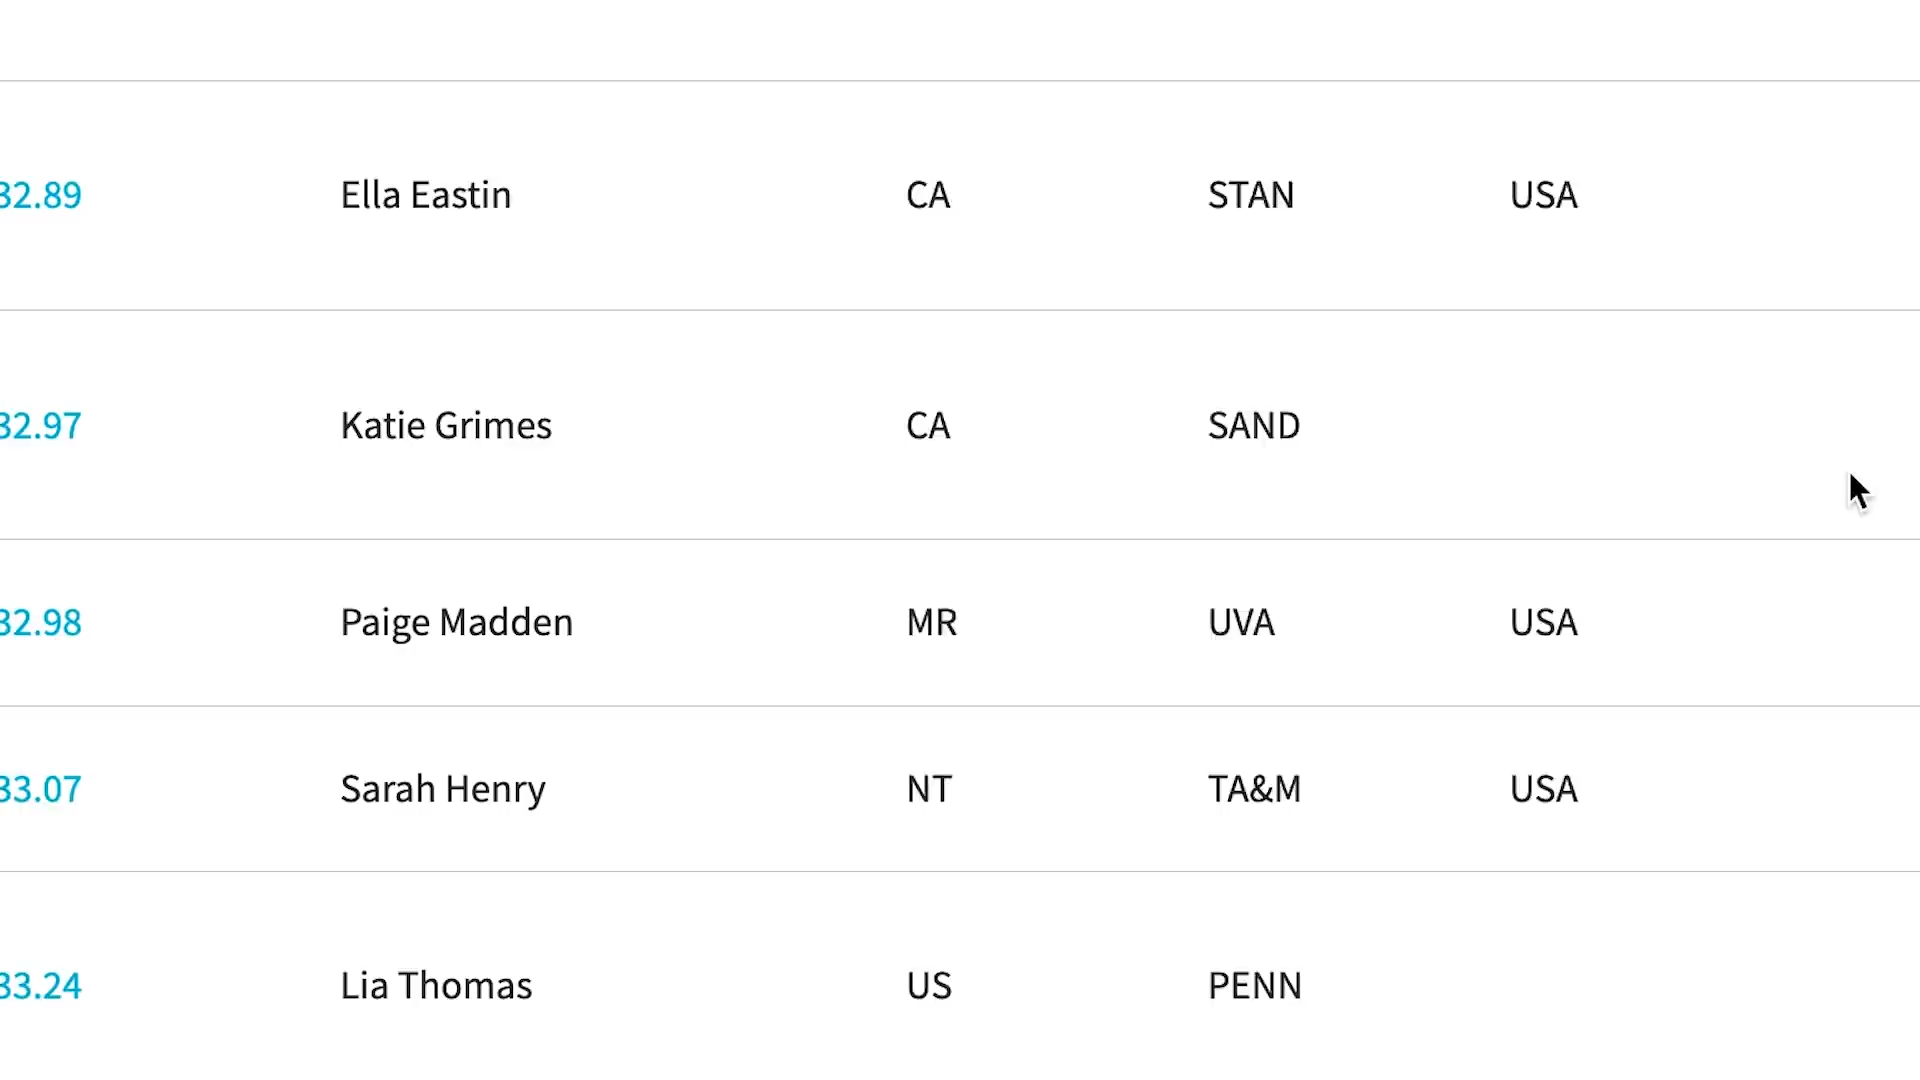 32.89 Ella Eastin CA STAN USA
32.97 Katie Grimes CA SAND
32.98 Paige Madden MR UVA USA
33.07 Sarah Henry NT TA&M USA
33.24 Lia Thomas US PENN